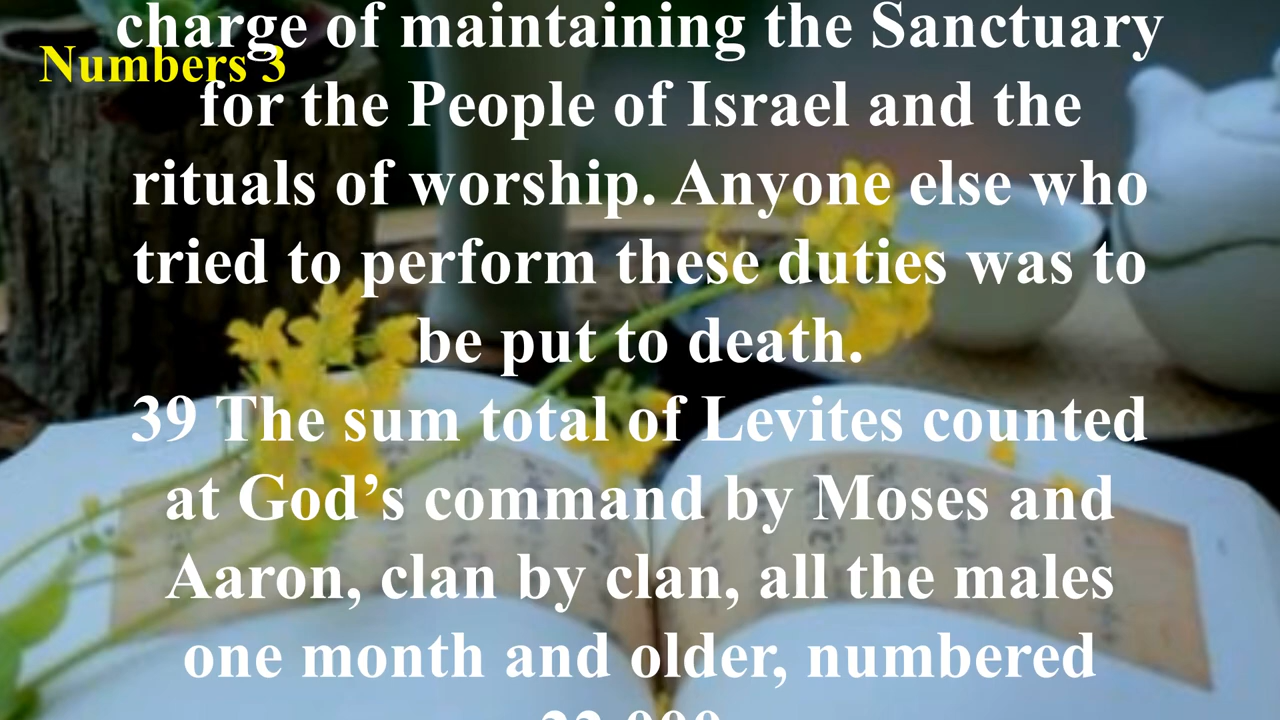 charge of maintaining the Sanctuary
Numbers 3
for the People of Israel and the
rituals of worship. Anyone else who
tried to perform these duties was to
be put to death.
39 The sum total of Levites counted
at God’s command by Moses and
Aaron, clan by clan, all the males
one month and older, numbered